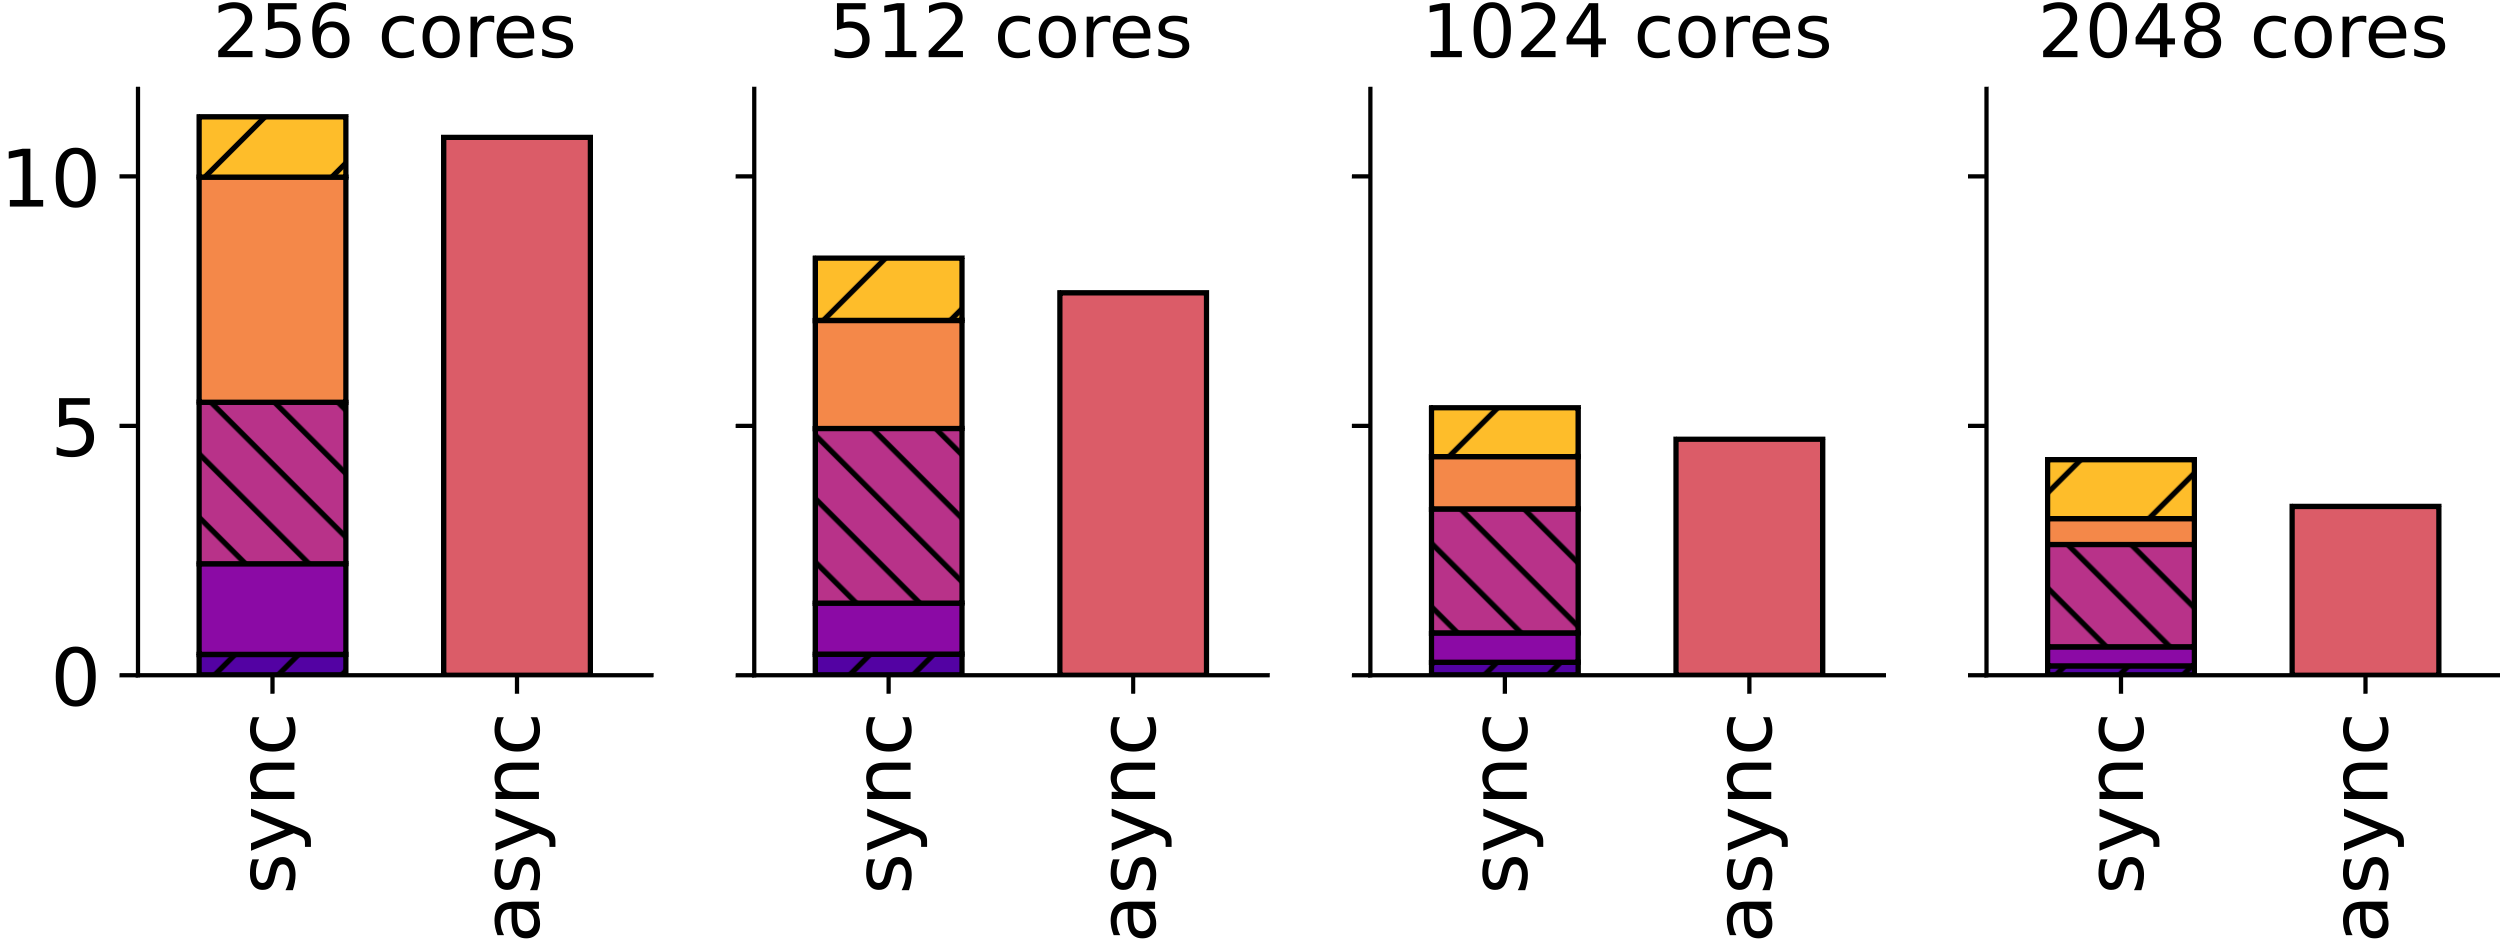 256 cores
512 cores
1024 cores
2048 cores
10
5
0
sync
async
sync
async
sync
async
sync
async